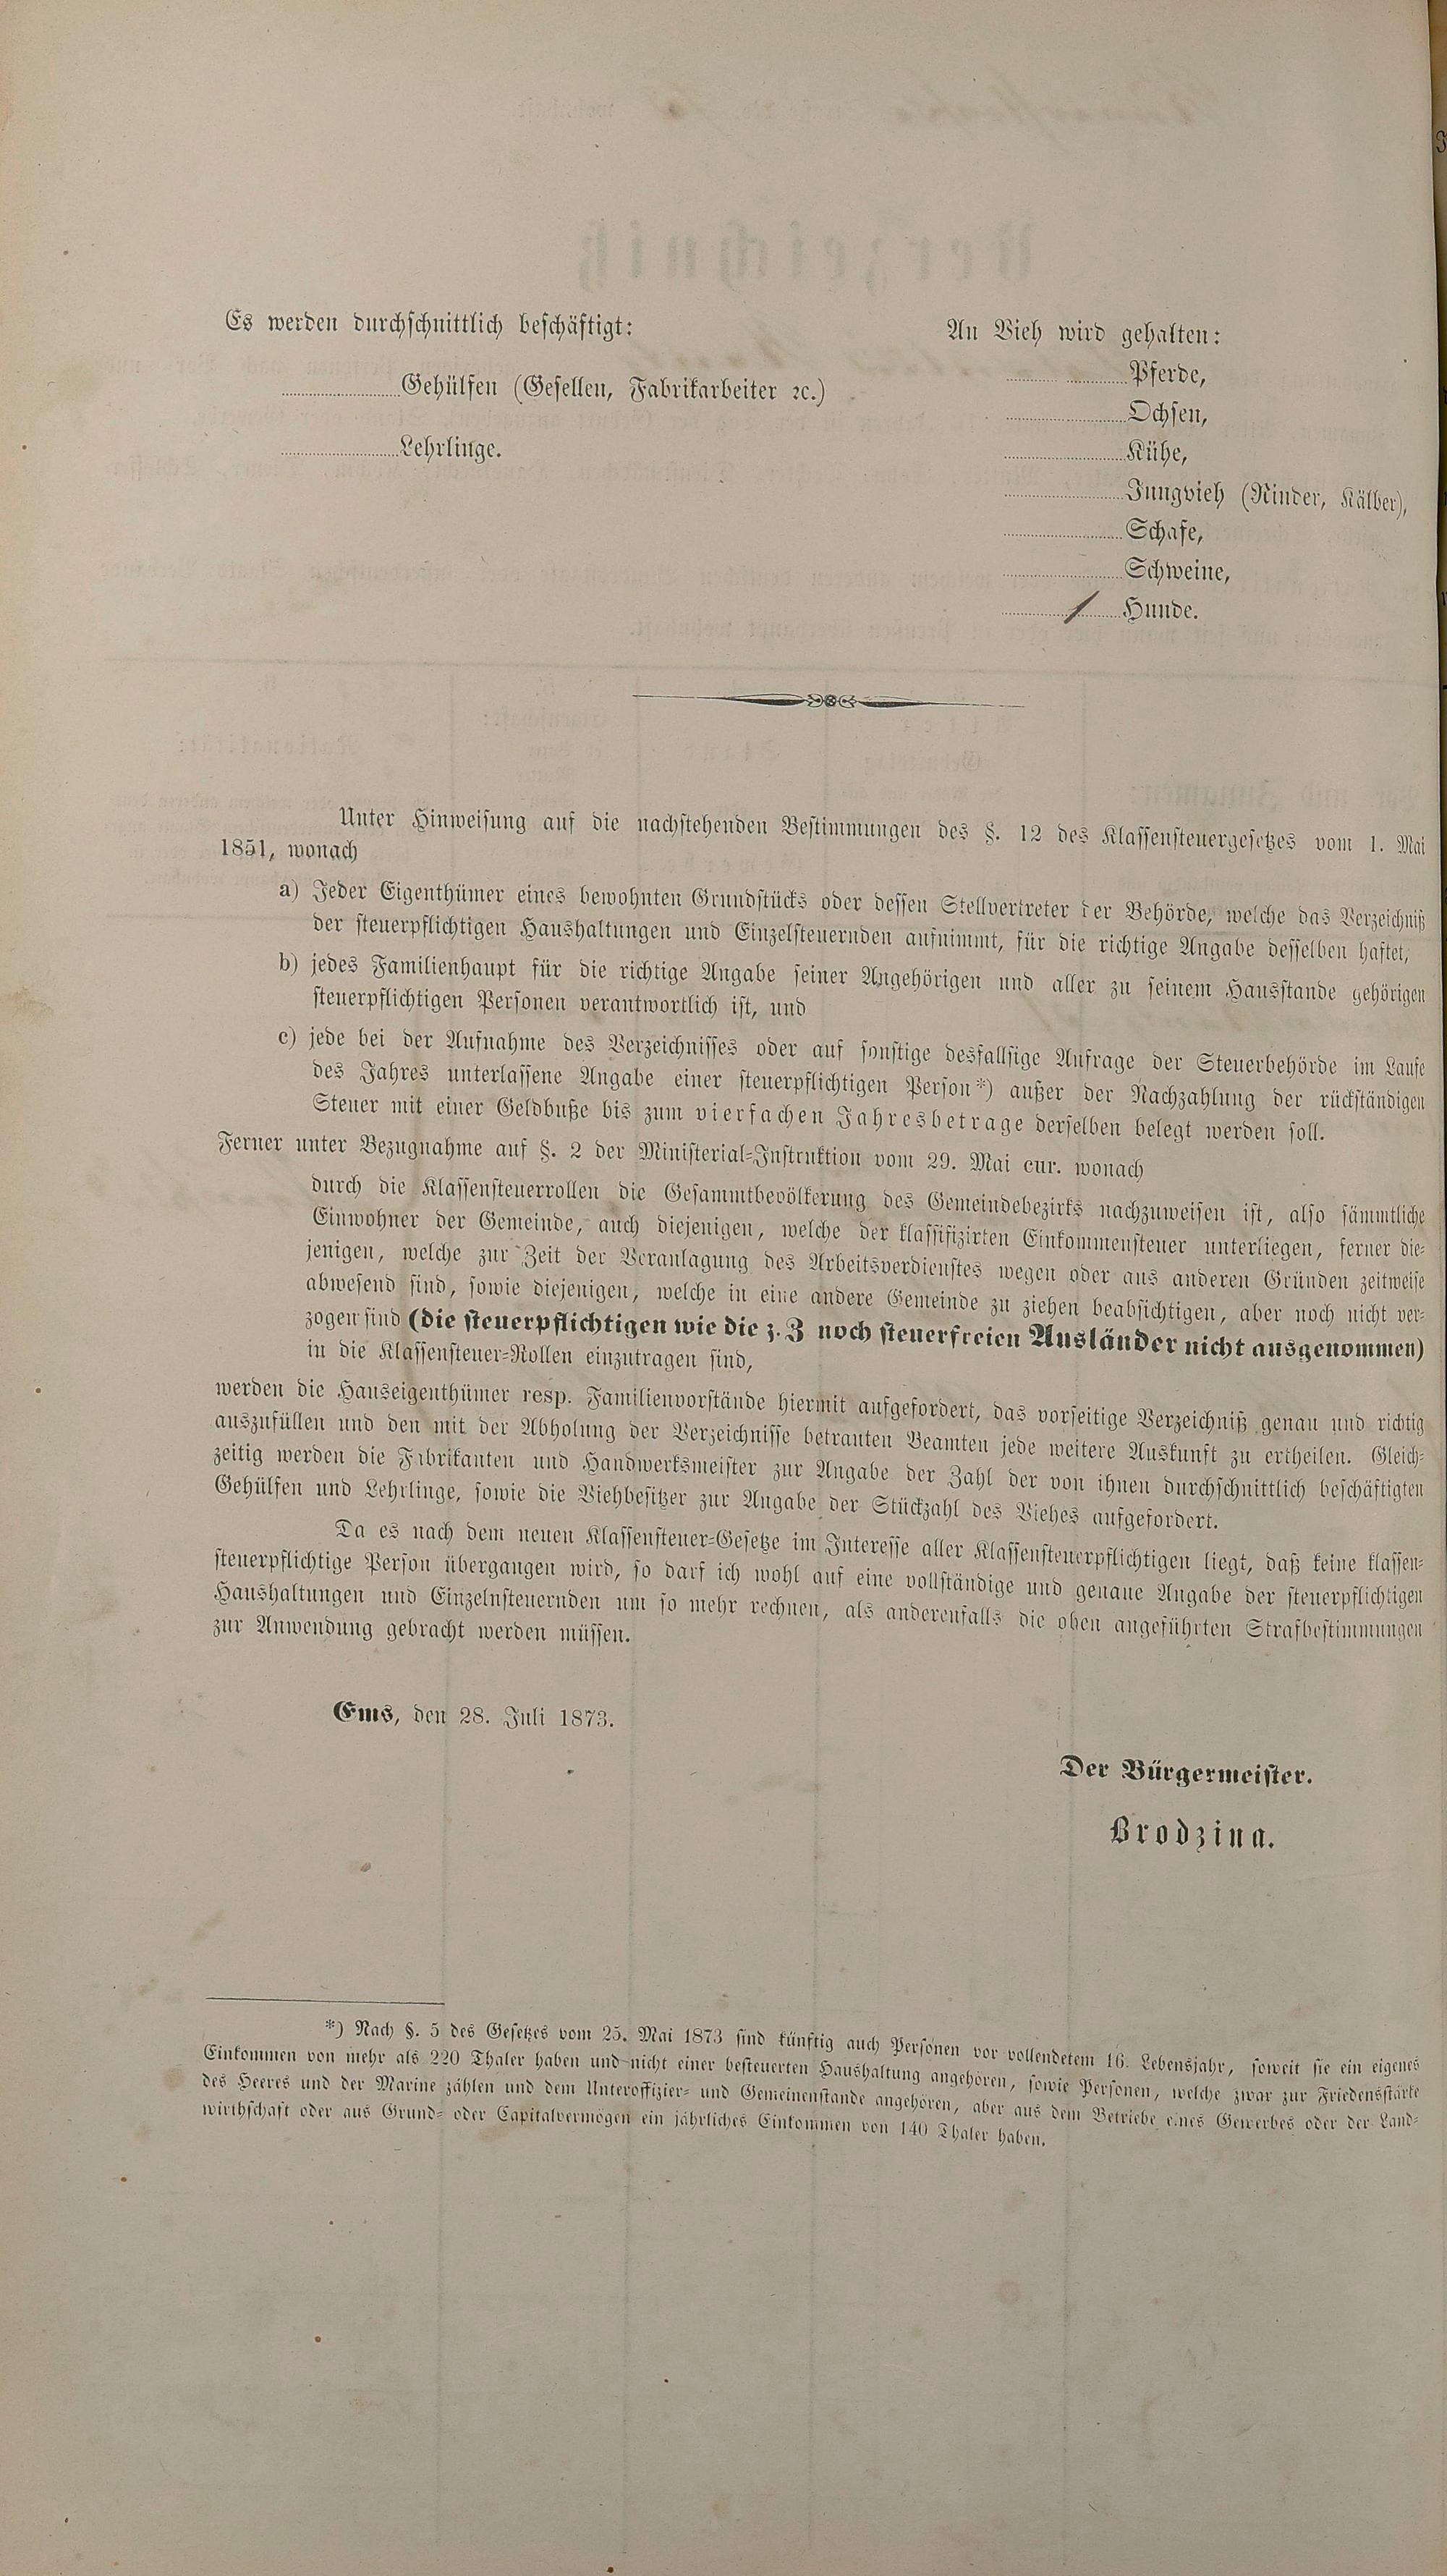 Es werden durchschnittlich beschäftigt:
Gehülfen (Gesellen, Fabrikarbeiter ꝛc.)
Lehrlinge.
An Vieh wird gehalten:
Pferde,
Ochsen,
Kühe,
Jungvieh (Rinder, Kälber),
Schafe,
Schweine,
1 Hunde.
Unter Hinweisung auf die nachstehenden Bestimmungen des §. 12 des Klassensteuergesetzes vom 1. Mai
1851, wonach
a) Jeder Eigenthümer eines bewohnten Grundstücks oder dessen Stellvertreter der Behörde, welche das Verzeichniß
der steuerpflichtigen Haushaltungen und Einzelsteuernden aufnimmt, für die richtige Angabe desselben haftet,
b) jedes Familienhaupt für die richtige Angabe seiner Angehörigen und aller zu seinem Hausstande gehörigen
steuerpflichtigen Personen verantwortlich ist, und
c) jede bei der Aufnahme des Verzeichnisses oder auf sonstige desfallsige Anfrage der Steuerbehörde im Laufe
des Jahres unterlassene Angabe einer steuerpflichtigen Person*) außer der Nachzahlung der rückständigen
Steuer mit einer Geldbuße bis zum vierfachen Jahresbetrage derselben belegt werden soll.
Ferner unter Bezugnahme auf §. 2 der Ministerial-Instruktion vom 29. Mai cur. wonach
durch die Klassensteuerrollen die Gesammtbevölkerung des Gemeindebezirks nachzuweisen ist, also sämmtliche
Einwohner der Gemeinde, auch diejenigen, welche der klassifizirten Einkommensteuer unterliegen, ferner die-
jenigen, welche zur Zeit der Veranlagung des Arbeitsverdienstes wegen oder aus anderen Gründen zeitweise
abwesend sind, sowie diejenigen, welche in eine andere Gemeinde zu ziehen beabsichtigen, aber noch nicht ver-
zogen sind (die steuerpflichtigen wie die z. Z noch steuerfreien Ausländer nicht ausgenommen)
in die Klassensteuer-Rollen einzutragen sind,
werden die Hauseigenthümer resp. Familienvorstände hiermit aufgefordert, das vorseitige Verzeichniß genau und richtig
auszufüllen und den mit der Abholung der Verzeichnisse betrauten Beamten jede weitere Auskunft zu ertheilen. Gleich-
zeitig werden die Fabrikanten und Handwerksmeister zur Angabe der Zahl der von ihnen durchschnittlich beschäftigten
Gehülfen und Lehrlinge, sowie die Viehbesitzer zur Angabe der Stückzahl des Viehes aufgefordert.
Da es nach dem neuen Klassensteuer-Gesetze im Interesse aller Klassensteuerpflichtigen liegt, daß keine klassen-
steuerpflichtige Person übergangen wird, so darf ich wohl auf eine vollständige und genaue Angabe der steuerpflichtigen
Haushaltungen und Einzelnsteuernden um so mehr rechnen, als anderenfalls die oben angeführten Strafbestimmungen
zur Anwendung gebracht werden müssen.
Ems, den 28. Juli 1873.
Der Bürgermeister.
Brodzina.
*) Nach §. 5 des Gesetzes vom 25. Mai 1873 sind künftig auch Personen vor vollendetem 16. Lebensjahr, soweit sie ein eigenes
Einkommen von mehr als 220 Thaler haben und nicht einer besteuerten Haushaltung angehören, sowie Personen, welche zwar zur Friedensstärke
des Heeres und der Marine zählen und dem Unteroffizier- und Gemeinenstande angehören, aber aus dem Betriebe eines Gewerbes oder der Land-
wirthschaft oder aus Grund- oder Capitalvermögen ein jährliches Einkommen von 140 Thaler haben.